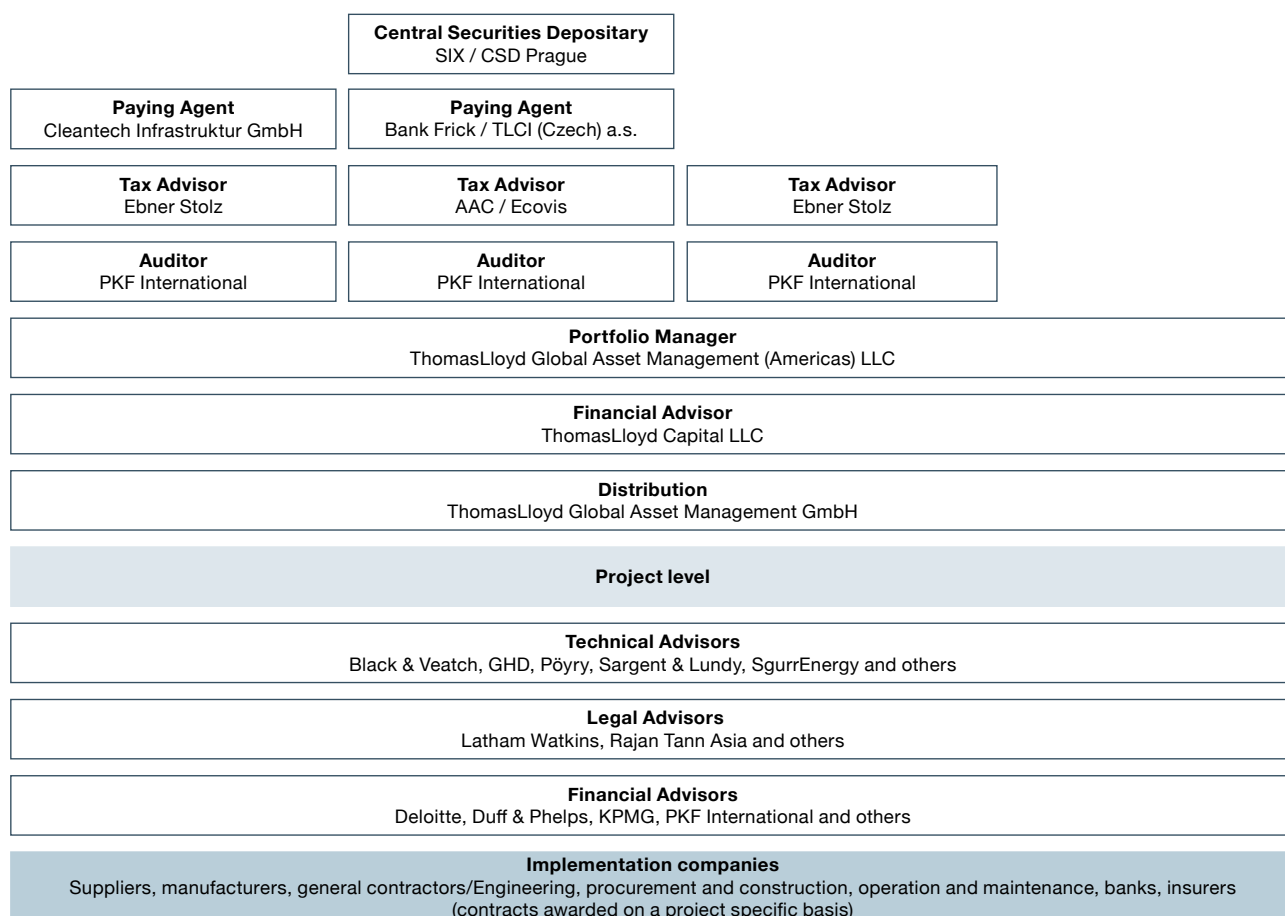 Central Securities Depositary
SIX / CSD Prague
Paying Agent
Cleantech Infrastruktur GmbH
Paying Agent
Bank Frick / TLCI (Czech) a.s.
Tax Advisor
Ebner Stolz
Tax Advisor
AAC / Ecovis
Tax Advisor
Ebner Stolz
Auditor
PKF International
Auditor
PKF International
Auditor
PKF International
Portfolio Manager
ThomasLloyd Global Asset Management (Americas) LLC
Financial Advisor
ThomasLloyd Capital LLC
Distribution
ThomasLloyd Global Asset Management GmbH
Project level
Technical Advisors
Black & Veatch, GHD, Pöyry, Sargent & Lundy, SgurrEnergy and others
Legal Advisors
Latham Watkins, Rajan Tann Asia and others
Financial Advisors
Deloitte, Duff & Phelps, KPMG, PKF International and others
Implementation companies
Suppliers, manufacturers, general contractors/Engineering, procurement and construction, operation and maintenance, banks, insurers
(contracts awarded on a project specific basis)